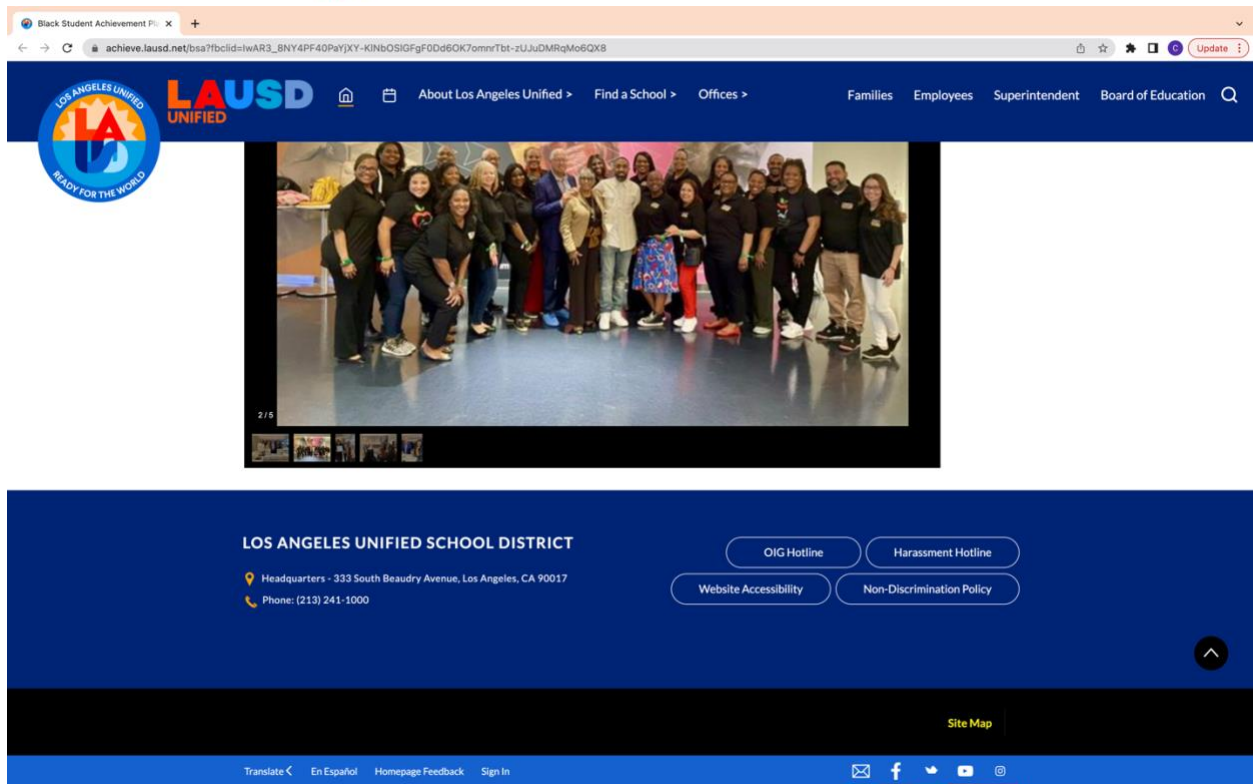 Black Student Achievement Pl
achieve.lausd.net/bsa?fbclid=IwAR3_8NY4PF40PaYjXY-KlNbOSIGFgF0Dd6OK7omnrTbt-zUJuDMRqMo6QX8
C
Update
LOS ANGELES UNIFIED
READY FOR THE WORLD
LAUSD
UNIFIED
About Los Angeles Unified >
Find a School >
Offices >
Families
Employees
Superintendent
Board of Education
2/5
LOS ANGELES UNIFIED SCHOOL DISTRICT
Headquarters - 333 South Beaudry Avenue, Los Angeles, CA 90017
Phone: (213) 241-1000
OIG Hotline
Harassment Hotline
Website Accessibility
Non-Discrimination Policy
Site Map
Translate
En Español
Homepage Feedback
Sign In